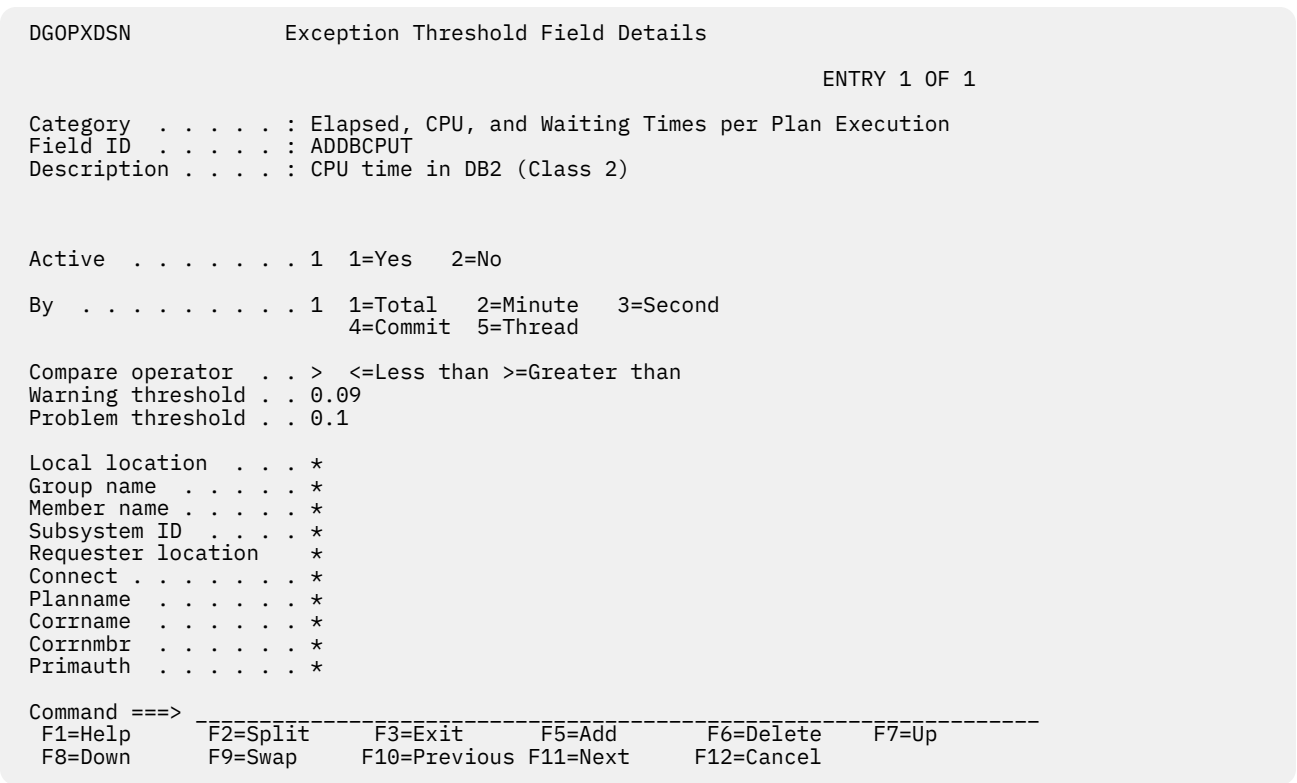 DGOPXDSN            Exception Threshold Field Details
                                                              ENTRY 1 OF 1
Category  . . . . . : Elapsed, CPU, and Waiting Times per Plan Execution
Field ID  . . . . . : ADDBCPUT
Description . . . . : CPU time in DB2 (Class 2)
Active  . . . . . . . 1  1=Yes   2=No
By  . . . . . . . . . 1  1=Total   2=Minute   3=Second
                         4=Commit  5=Thread
Compare operator  . . >  <=Less than >=Greater than
Warning threshold . . 0.09
Problem threshold . . 0.1
Local location  . . . *
Group name  . . . . . *
Member name . . . . . *
Subsystem ID  . . . . *
Requester location    *
Connect . . . . . . . *
Planname  . . . . . . *
Corrname  . . . . . . *
Corrnmbr  . . . . . . *
Primauth  . . . . . . *
Command ===> __________________________________________________________________
 F1=Help      F2=Split     F3=Exit      F5=Add       F6=Delete    F7=Up
 F8=Down      F9=Swap     F10=Previous F11=Next     F12=Cancel